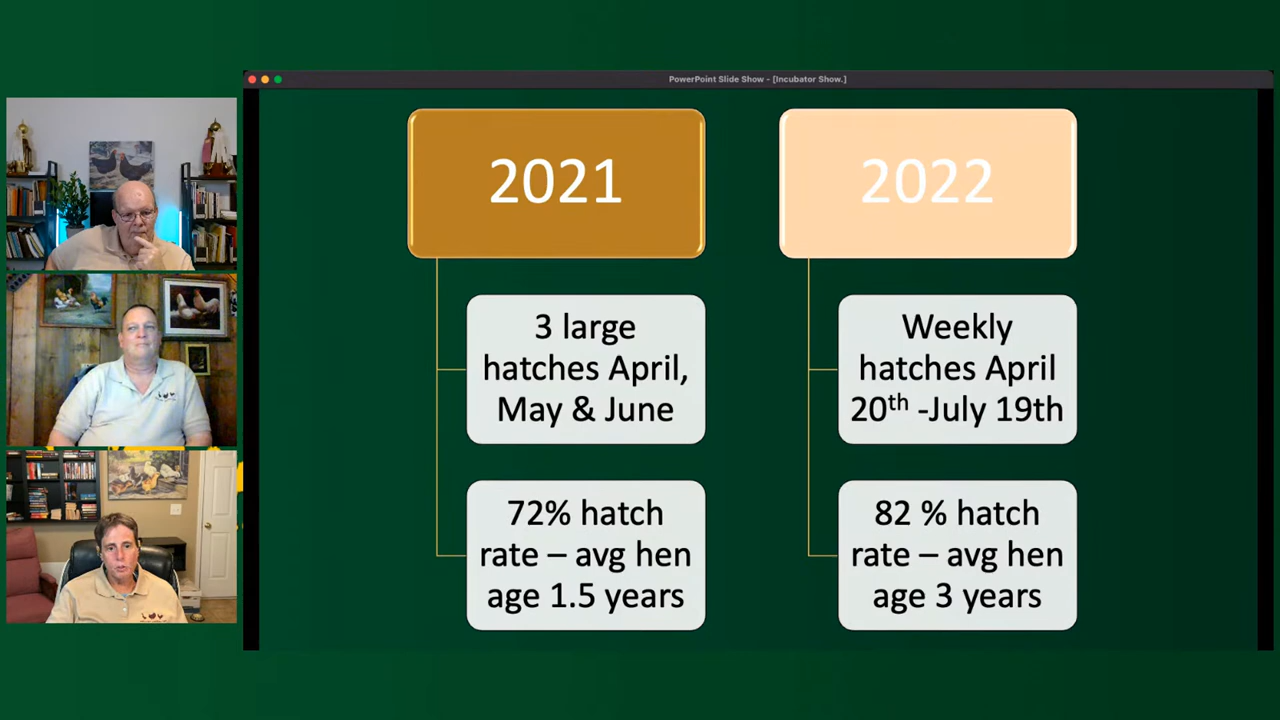 PowerPoint Slide Show - [Incubator Show.]
2021
3 large
hatches April,
May & June
72% hatch
rate – avg hen
age 1.5 years
2022
Weekly
hatches April
20th -July 19th
82 % hatch
rate – avg hen
age 3 years